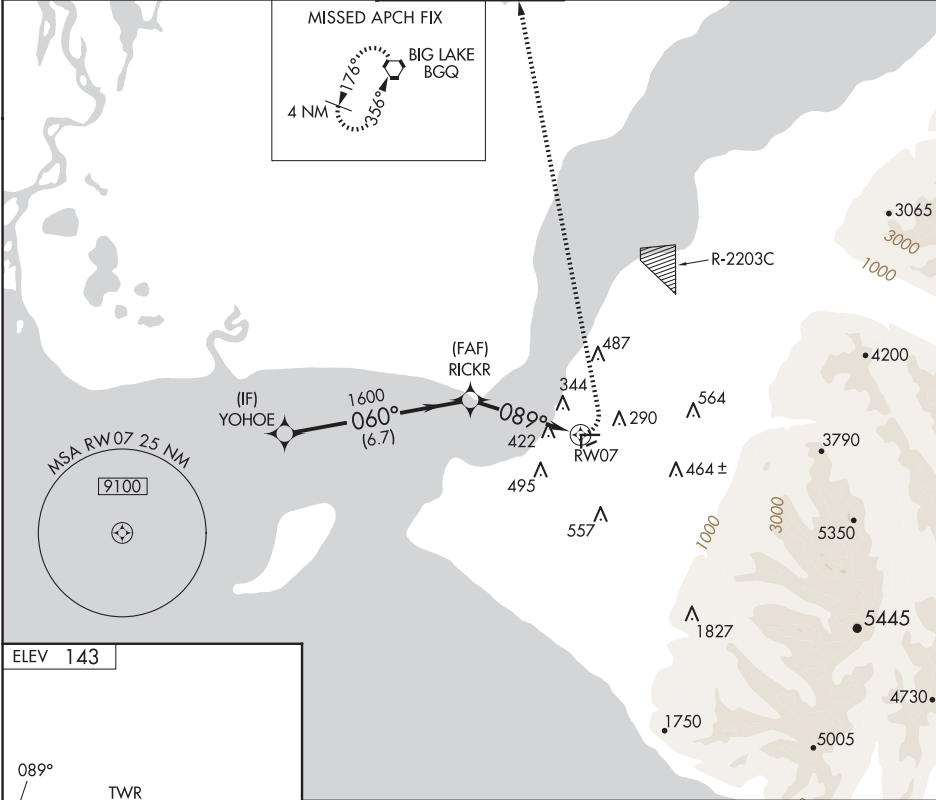 MISSED APCH FIX
BIG LAKE
BGQ
176°
356°
4 NM
3065
3000
1000
R-2203C
487
4200
(FAF)
RICKR
344
564
(IF)
YOHOE
1600
060°
(6.7)
089°
290
422
RW07
3790
MSA RW07 25 NM
9100
495
464 ±
557
1000
3000
5350
1827
5445
ELEV 143
4730
1750
5005
089°
TWR